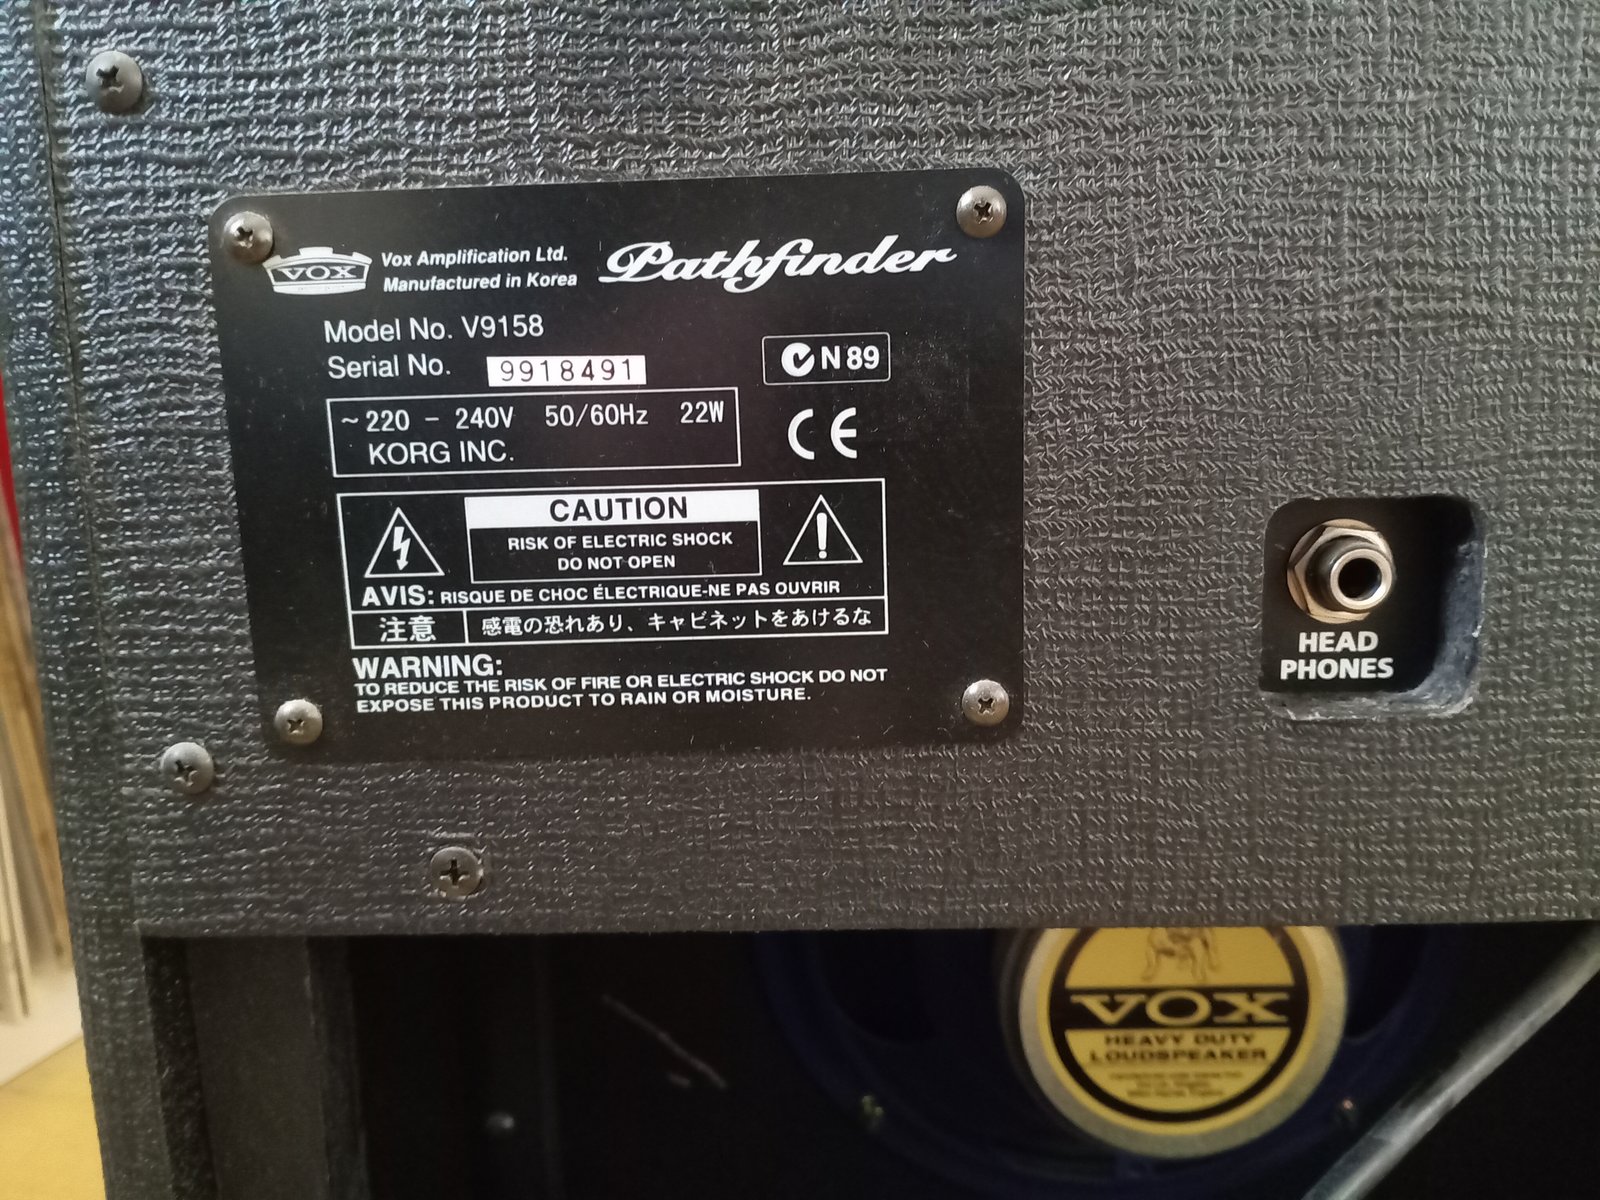 VOX
Vox Amplification Ltd.
Manufactured in Korea
Pathfinder
Model No. V9158
Serial No. 9918491
N 89
~220 - 240V 50/60Hz 22W
KORG INC.
CE
CAUTION
RISK OF ELECTRIC SHOCK
DO NOT OPEN
AVIS: RISQUE DE CHOC ÉLECTRIQUE-NE PAS OUVRIR
注意 感電の恐れあり、キャビネットをあけるな
WARNING:
TO REDUCE THE RISK OF FIRE OR ELECTRIC SHOCK DO NOT
EXPOSE THIS PRODUCT TO RAIN OR MOISTURE.
HEAD
PHONES
VOX
HEAVY DUTY
LOUDSPEAKER